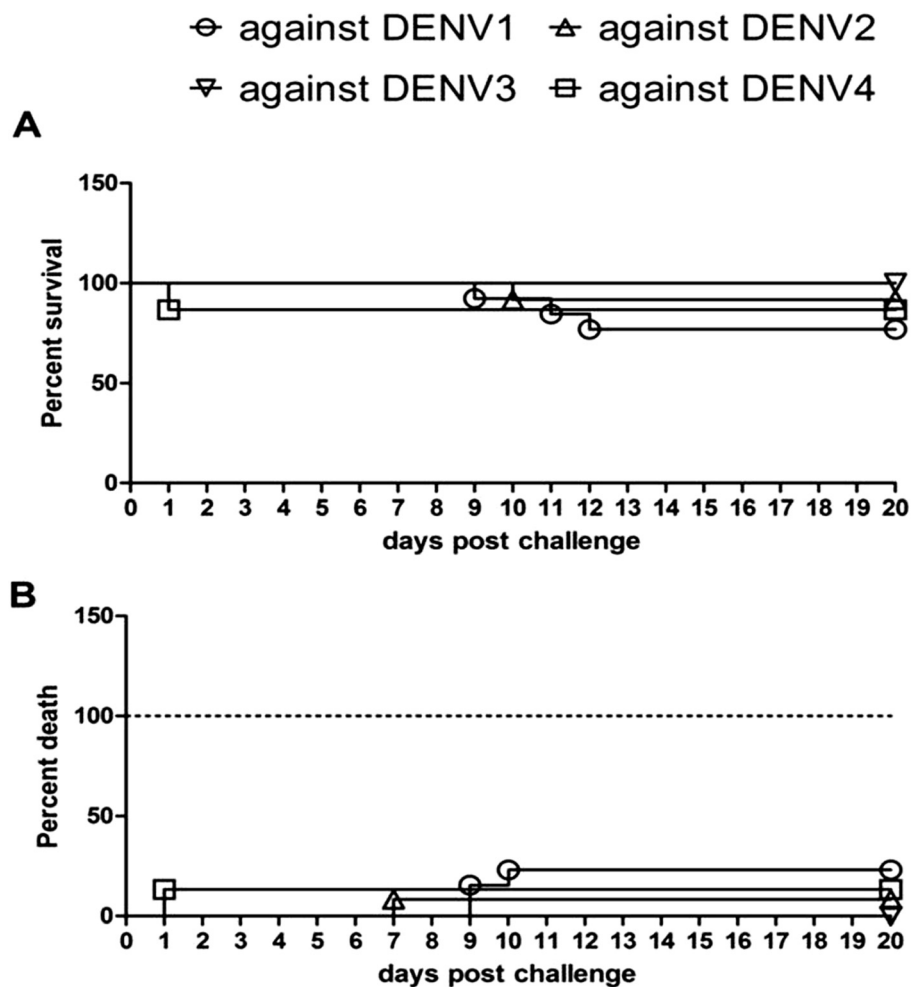 against DENV1 against DENV2
against DENV3 against DENV4
A
150
100
50
0
Percent survival
0 1 2 3 4 5 6 7 8 9 10 11 12 13 14 15 16 17 18 19 20
days post challenge
B
150
100
50
0
Percent death
0 1 2 3 4 5 6 7 8 9 10 11 12 13 14 15 16 17 18 19 20
days post challenge